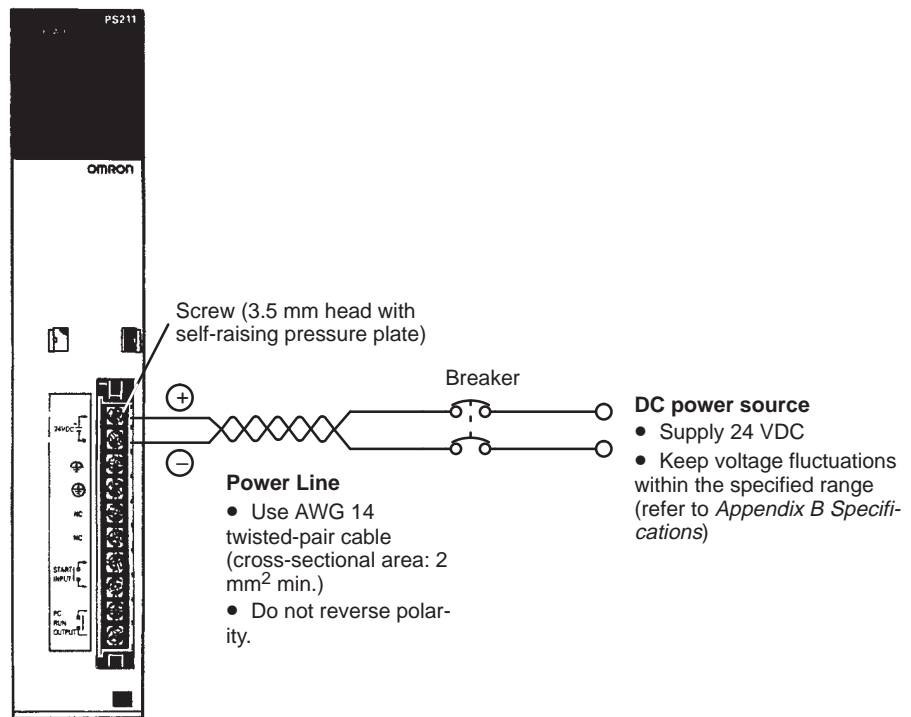 PS211
OMRON
Screw (3.5 mm head with
self-raising pressure plate)
Breaker
+
−
24VDC
NC
NC
START
INPUT
PC
RUN
OUTPUT
Power Line
• Use AWG 14
twisted-pair cable
(cross-sectional area: 2
mm² min.)
• Do not reverse polar-
ity.
DC power source
• Supply 24 VDC
• Keep voltage fluctuations
within the specified range
(refer to Appendix B Specifi-
cations)